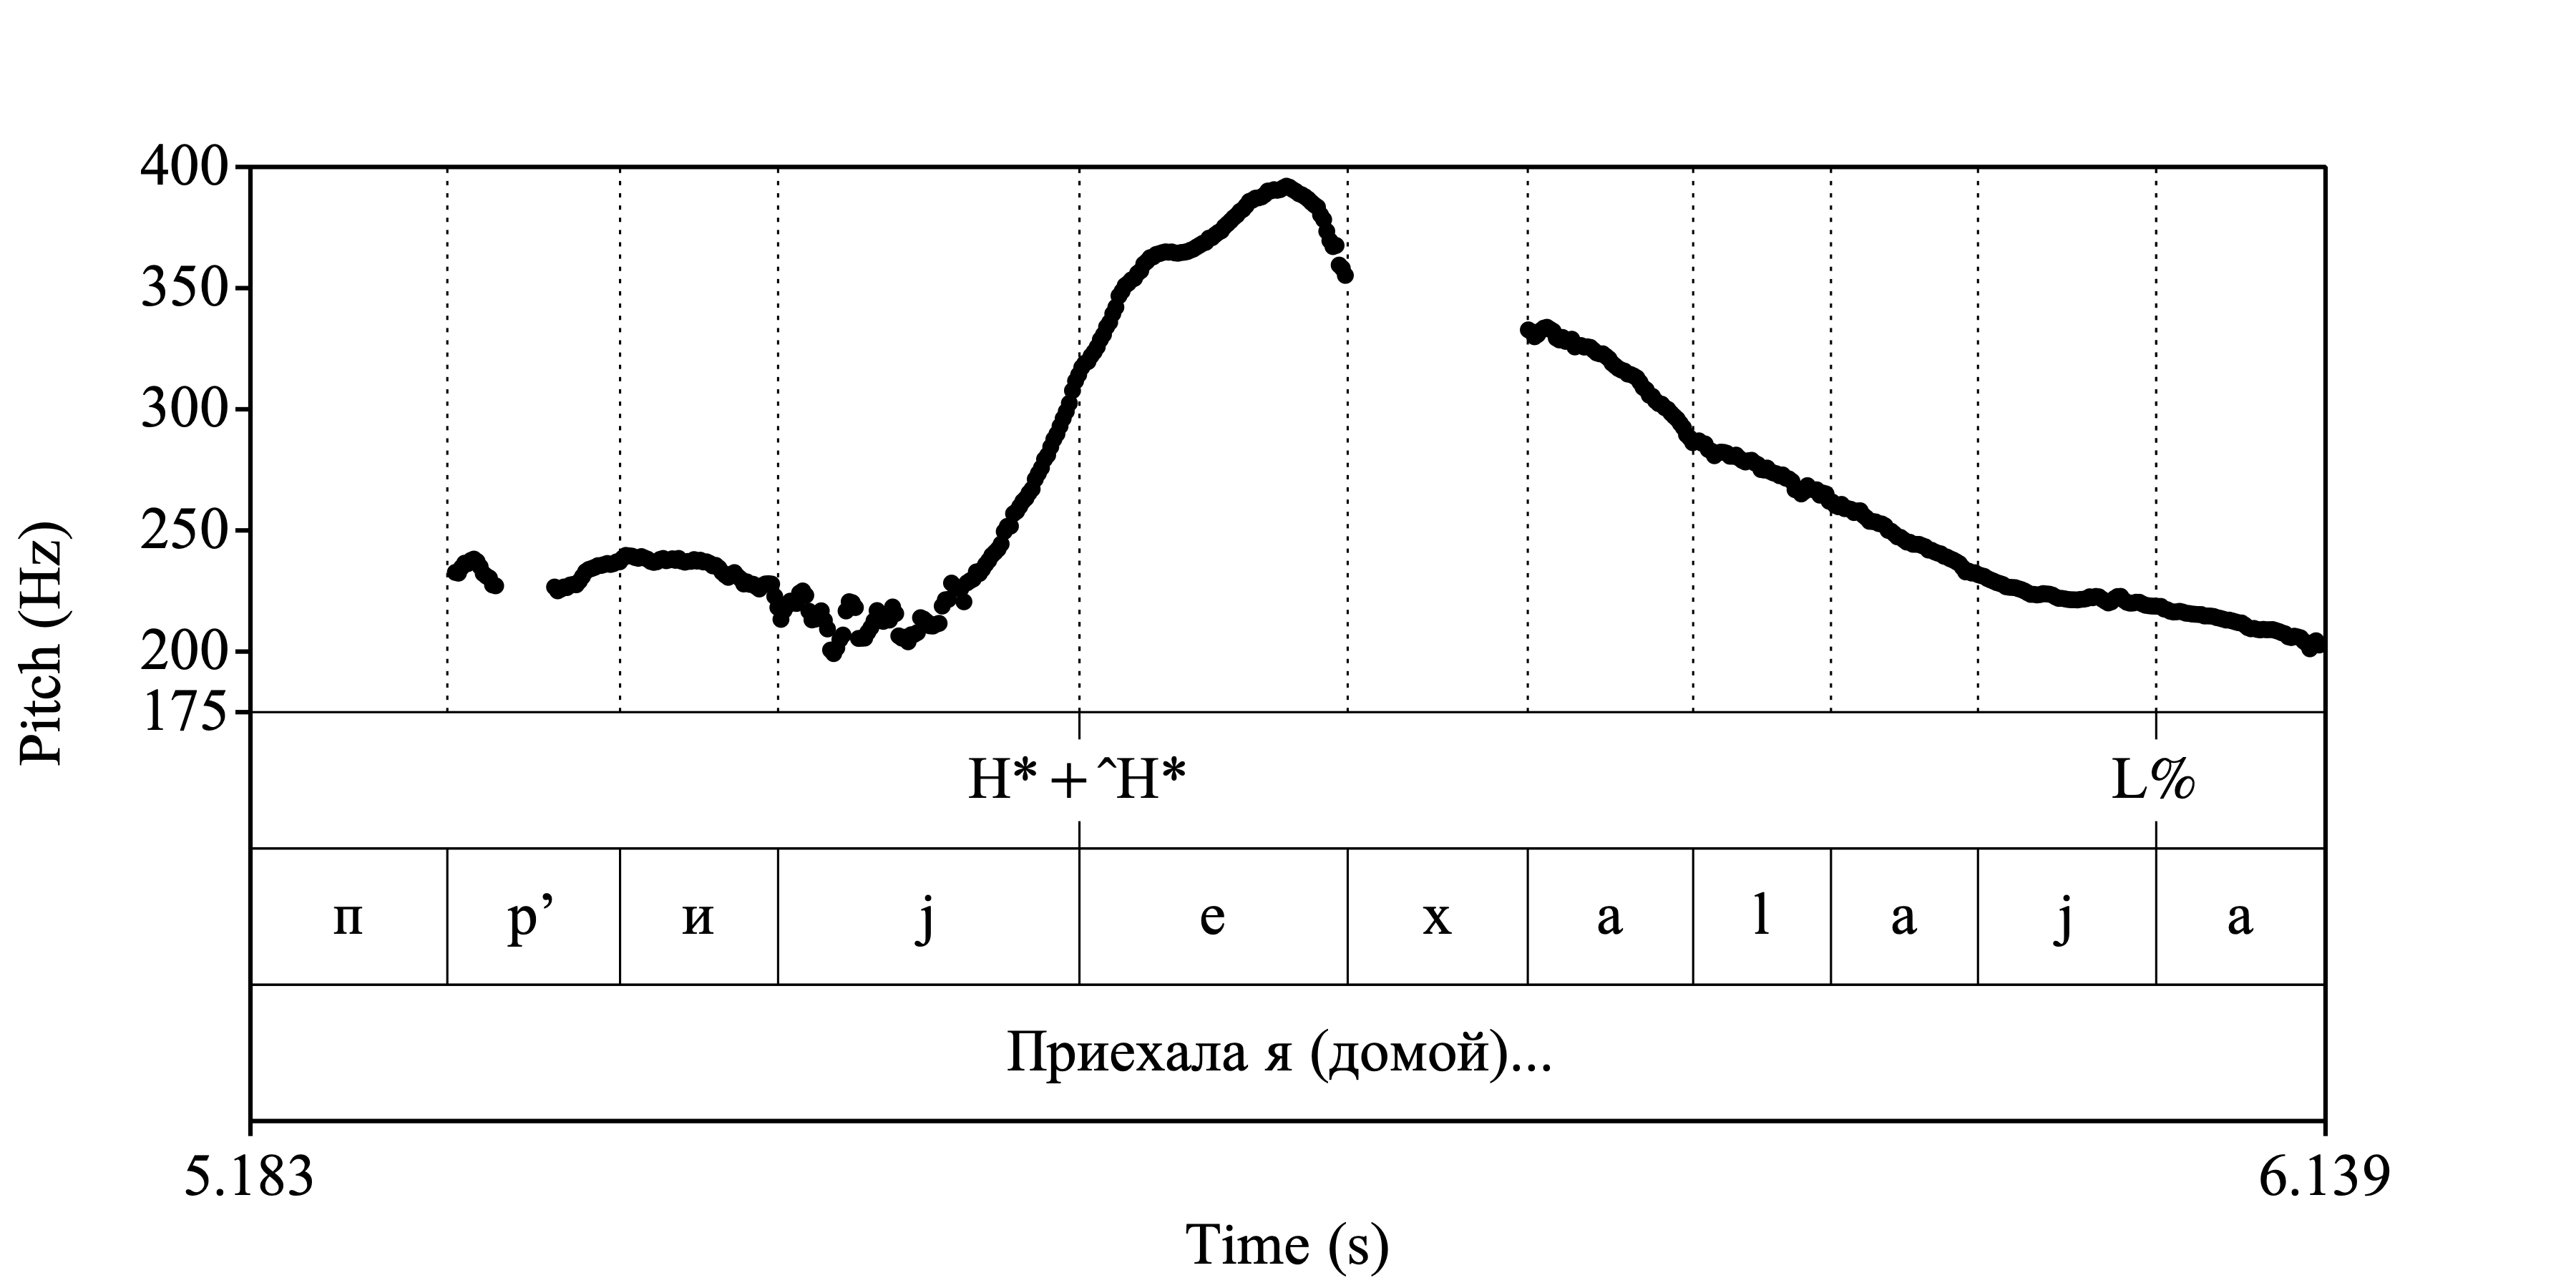 400
350
300
250
200
175
Pitch (Hz)
H* + ˆH* L%
п р’ и j е х а l а j а
Приехала я (домой)...
5.183 6.139
Time (s)